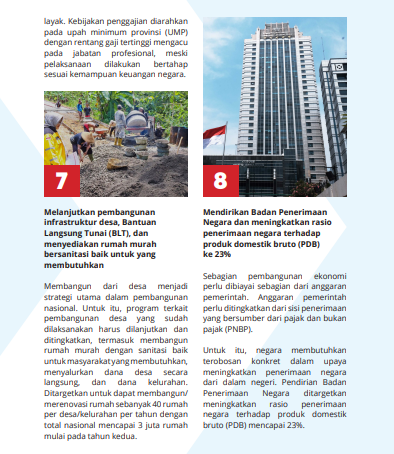 layak. Kebijakan penggajian diarahkan
pada upah minimum provinsi (UMP)
dengan rentang gaji tertinggi mengacu
pada jabatan profesional, meski
pelaksanaan dilakukan bertahap
sesuai kemampuan keuangan negara.
7
Melanjutkan pembangunan
infrastruktur desa, Bantuan
Langsung Tunai (BLT), dan
menyediakan rumah murah
bersanitasi baik untuk yang
membutuhkan
Membangun dari desa menjadi
strategi utama dalam pembangunan
nasional. Untuk itu, program terkait
pembangunan desa yang sudah
dilaksanakan harus dilanjutkan dan
ditingkatkan, termasuk membangun
rumah murah dengan sanitasi baik
untuk masyarakat yang membutuhkan,
menyalurkan dana desa secara
langsung, dan dana kelurahan.
Ditargetkan untuk dapat membangun/
merenovasi rumah sebanyak 40 rumah
per desa/kelurahan per tahun dengan
total nasional mencapai 3 juta rumah
mulai pada tahun kedua.
8
Mendirikan Badan Penerimaan
Negara dan meningkatkan rasio
penerimaan negara terhadap
produk domestik bruto (PDB)
ke 23%
Sebagian pembangunan ekonomi
perlu dibiayai sebagian dari anggaran
pemerintah. Anggaran pemerintah
perlu ditingkatkan dari sisi penerimaan
yang bersumber dari pajak dan bukan
pajak (PNBP).
Untuk itu, negara membutuhkan
terobosan konkret dalam upaya
meningkatkan penerimaan negara
dari dalam negeri. Pendirian Badan
Penerimaan Negara ditargetkan
meningkatkan rasio penerimaan
negara terhadap produk domestik
bruto (PDB) mencapai 23%.